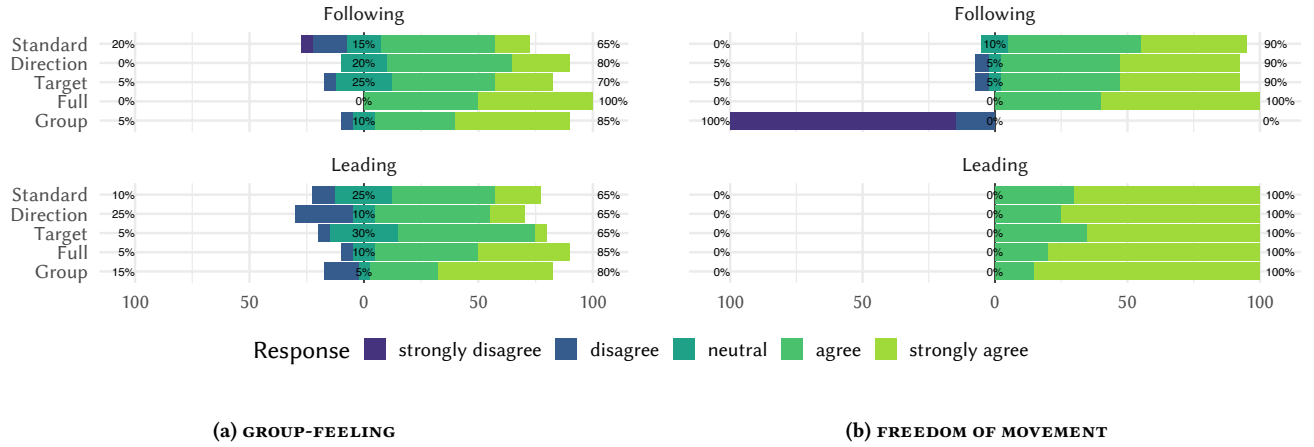 Following Following
Standard 20% 15% 65% 0% 10% 90%
Direction 0% 20% 80% 5% 5% 90%
Target 5% 25% 70% 5% 5% 90%
Full 0% 0% 100% 0% 0% 100%
Group 5% 10% 85% 100% 0% 0%
Leading Leading
Standard 10% 25% 65% 0% 0% 100%
Direction 25% 10% 65% 0% 0% 100%
Target 5% 30% 65% 0% 0% 100%
Full 5% 10% 85% 0% 0% 100%
Group 15% 5% 80% 0% 0% 100%
100 50 0 50 100 100 50 0 50 100
Response strongly disagree disagree neutral agree strongly agree
(a) GROUP-FEELING (b) FREEDOM OF MOVEMENT